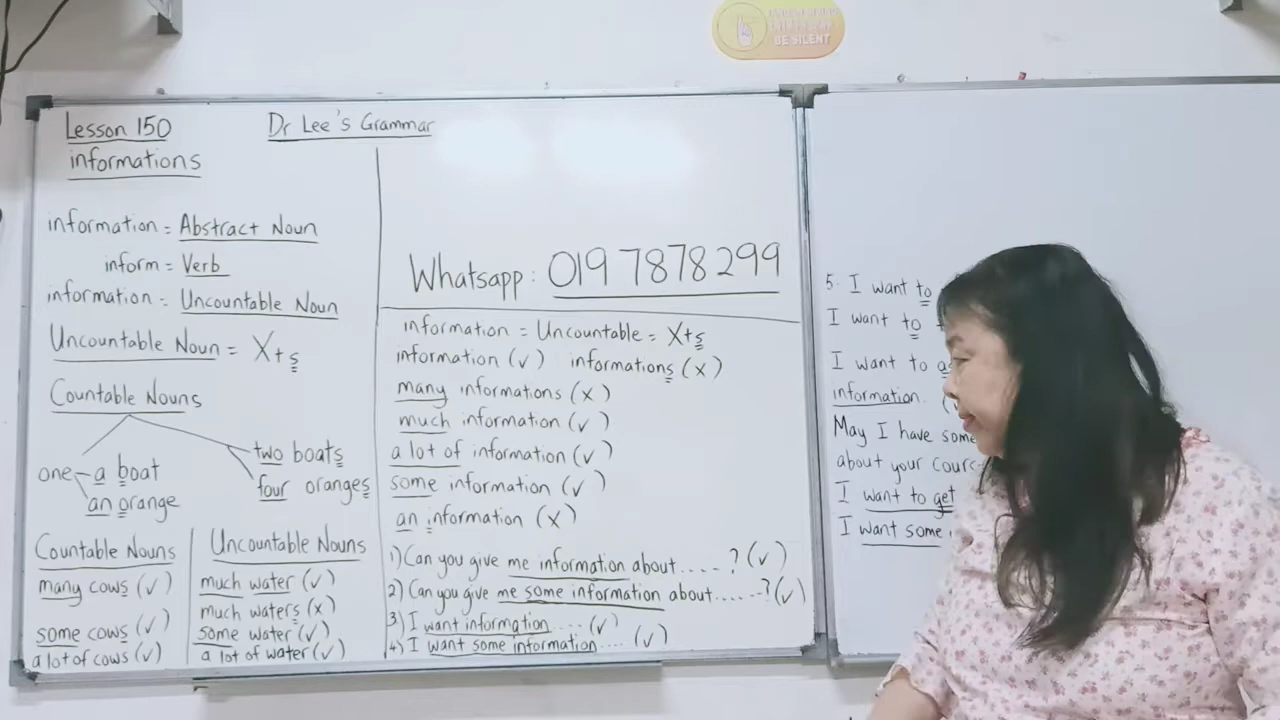 BE SILENT
Lesson 150
Dr Lee's Grammar
informations
information = Abstract Noun
inform = Verb
information = Uncountable Noun
Uncountable Noun = X+s
Countable Nouns
one
a boat
an orange
two boats
four oranges
Countable Nouns
many cows (✓)
some cows (✓)
a lot of cows (✓)
Uncountable Nouns
much water (✓)
much waters (x)
some water (✓)
a lot of water (✓)
Whatsapp: 019 7878299
information = Uncountable = X+s
information (✓) informations (x)
many informations (x)
much information (✓)
a lot of information (✓)
some information (✓)
an information (x)
1) Can you give me information about....? (✓)
2) Can you give me some information about......? (✓)
3) I want information.... (✓)
4) I want some information.... (✓)
5. I want to
I want to
I want to
information.
May I have some
about your
I want to get
I want some